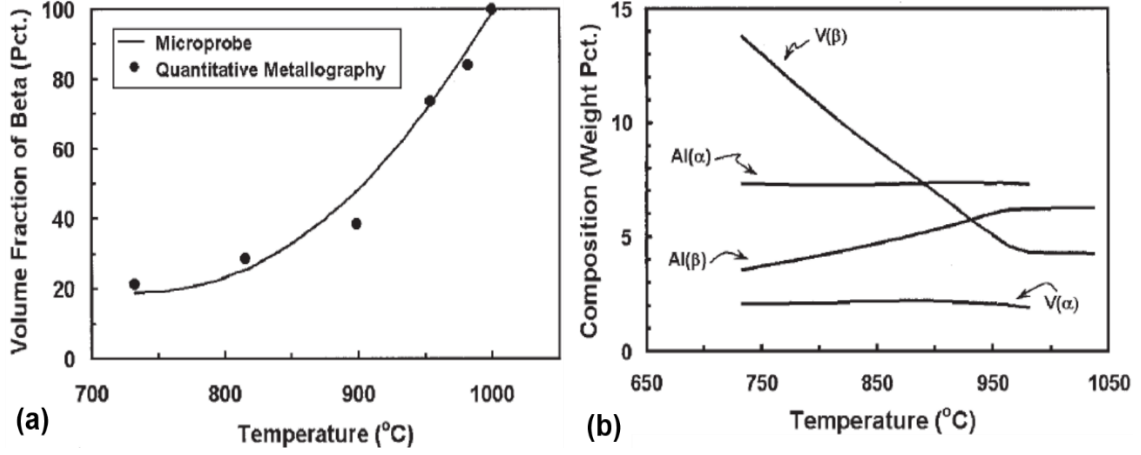 Volume Fraction of Beta (Pct.)
100
80
60
40
20
0
Microprobe
Quantitative Metallography
700
800
900
1000
Temperature (°C)
(a)
Composition (Weight Pct.)
15
10
5
0
V(β)
Al(α)
Al(β)
V(α)
650
750
850
950
1050
Temperature (°C)
(b)